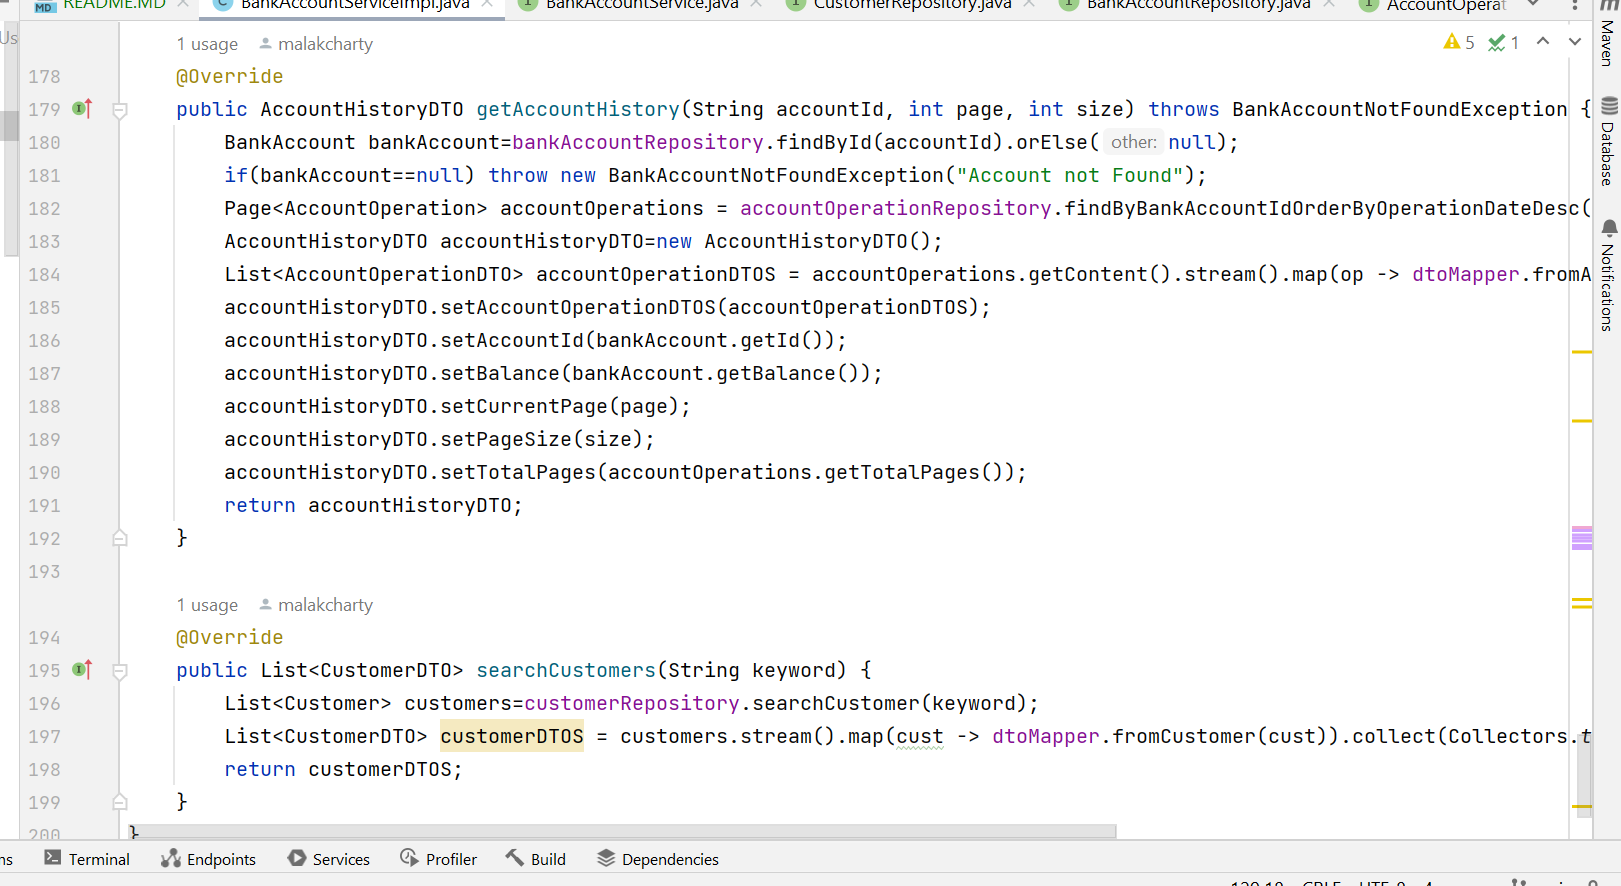 MD README.MD BankAccountServiceImpl.java BankAccountService.java CustomerRepository.java BankAccountRepository.java AccountOperat
Us
1 usage malakcharty
5 1
178 @Override
179 public AccountHistoryDTO getAccountHistory(String accountId, int page, int size) throws BankAccountNotFoundException {
180 BankAccount bankAccount=bankAccountRepository.findById(accountId).orElse( other: null);
181 if(bankAccount==null) throw new BankAccountNotFoundException("Account not Found");
182 Page<AccountOperation> accountOperations = accountOperationRepository.findByBankAccountIdOrderByOperationDateDesc(
183 AccountHistoryDTO accountHistoryDTO=new AccountHistoryDTO();
184 List<AccountOperationDTO> accountOperationDTOS = accountOperations.getContent().stream().map(op -> dtoMapper.fromA
185 accountHistoryDTO.setAccountOperationDTOS(accountOperationDTOS);
186 accountHistoryDTO.setAccountId(bankAccount.getId());
187 accountHistoryDTO.setBalance(bankAccount.getBalance());
188 accountHistoryDTO.setCurrentPage(page);
189 accountHistoryDTO.setPageSize(size);
190 accountHistoryDTO.setTotalPages(accountOperations.getTotalPages());
191 return accountHistoryDTO;
192 }
193
1 usage malakcharty
194 @Override
195 public List<CustomerDTO> searchCustomers(String keyword) {
196 List<Customer> customers=customerRepository.searchCustomer(keyword);
197 List<CustomerDTO> customerDTOS = customers.stream().map(cust -> dtoMapper.fromCustomer(cust)).collect(Collectors.t
198 return customerDTOS;
199 }
200 }
Maven
Database
Notifications
ms Terminal Endpoints Services Profiler Build Dependencies